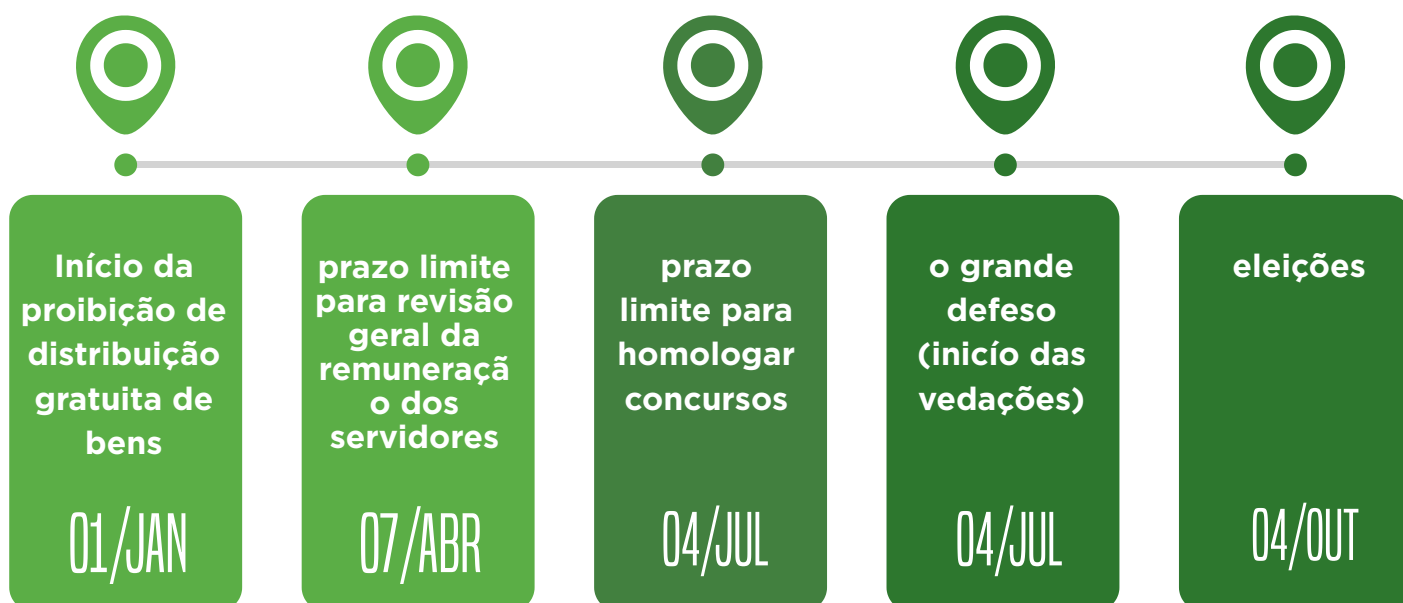 Início da
proibição de
distribuição
gratuita de
bens
01/JAN
prazo limite
para revisão
geral da
remuneraçã
o dos
servidores
07/ABR
prazo
limite para
homologar
concursos
04/JUL
o grande
defeso
(inicío das
vedações)
04/JUL
eleições
04/OUT